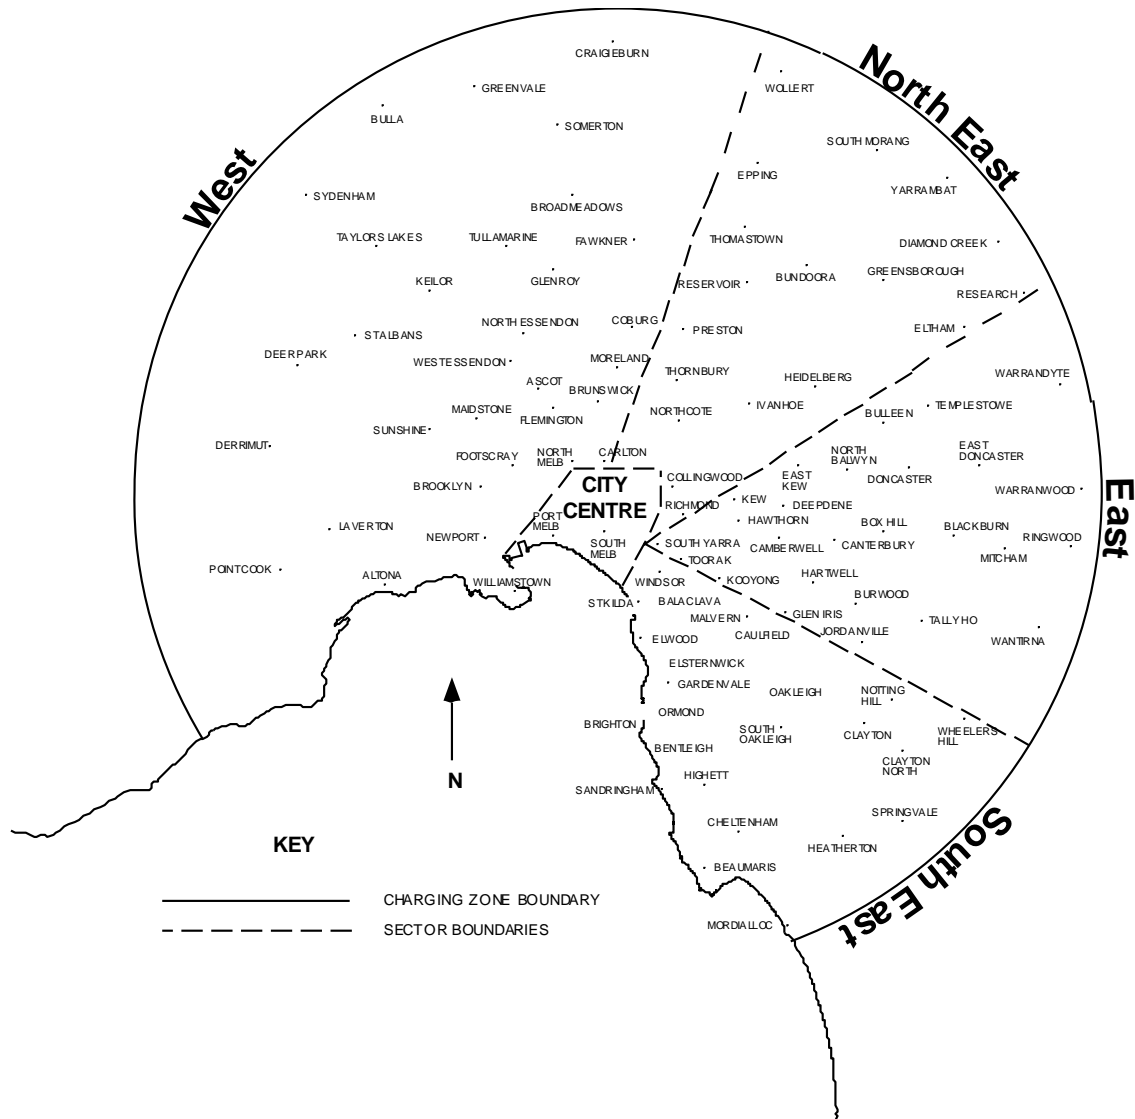 CRAIGIEBURN
North East
GREENVALE
WOLLERT
BULLA
SOMERTON
SOUTH MORANG
West
EPPING
YARRAMBAT
SYDENHAM
BROADMEADOWS
TAYLORS LAKES
TULLAMARINE
FAWKNER
THOMASTOWN
DIAMOND CREEK
KEILOR
GLENROY
RESERVOIR
BUNDOORA
GREENSBOROUGH
RESEARCH
ST ALBANS
NORTH ESSENDON
COBURG
PRESTON
ELTHAM
DEER PARK
WEST ESSENDON
MORELAND
THORNBURY
HEIDELBERG
WARRANDYTE
ASCOT
BRUNSWICK
MAIDSTONE
FLEMINGTON
NORTHCOTE
IVANHOE
BULLEEN
TEMPLESTOWE
SUNSHINE
DERRIMUT
FOOTSCRAY
NORTH
MELB
CARLTON
NORTH
BALWYN
EAST
DONCASTER
BROOKLYN
CITY
CENTRE
COLLINGWOOD
EAST
KEW
DONCASTER
WARRANWOOD
RICHMOND
KEW
DEEPDENE
East
LAVERTON
NEWPORT
PORT
MELB
SOUTH
MELB
HAWTHORN
BOX HILL
BLACKBURN
RINGWOOD
SOUTH YARRA
CAMBERWELL
CANTERBURY
MITCHAM
TOORAK
POINT COOK
ALTONA
WILLIAMSTOWN
WINDSOR
KOOYONG
HARTWELL
ST KILDA
BALACLAVA
BURWOOD
MALVERN
GLEN IRIS
TALLY HO
ELWOOD
CAULFIELD
JORDANVILLE
WANTIRNA
ELSTERNWICK
GARDENVALE
OAKLEIGH
NOTTING
HILL
BRIGHTON
ORMOND
SOUTH
OAKLEIGH
CLAYTON
WHEELERS
HILL
BENTLEIGH
CLAYTON
NORTH
N
HIGHETT
SANDRINGHAM
SPRINGVALE
CHELTENHAM
HEATHERTON
South East
KEY
BEAUMARIS
CHARGING ZONE BOUNDARY
SECTOR BOUNDARIES
MORDIALLOC